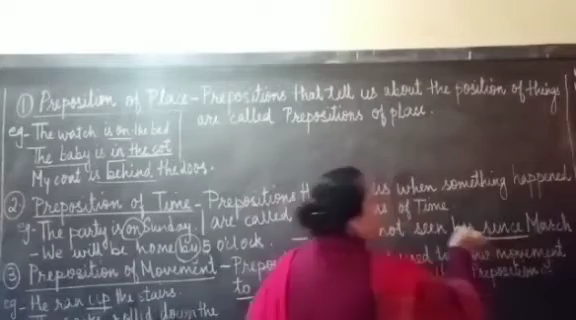 ① Preposition of Place - Prepositions that tell us about the position of things
are called Prepositions of place.
eg - The watch is on the bed
The baby is in the cot
My coat is behind the door.
② Preposition of Time - Prepositions us when something happened
are called of Time
eg - The party is on Sunday. not seen since March
- We will be home by 5 o'clock.
③ Preposition of Movement - movement
to Preposition
eg - He ran up the stairs.
down the